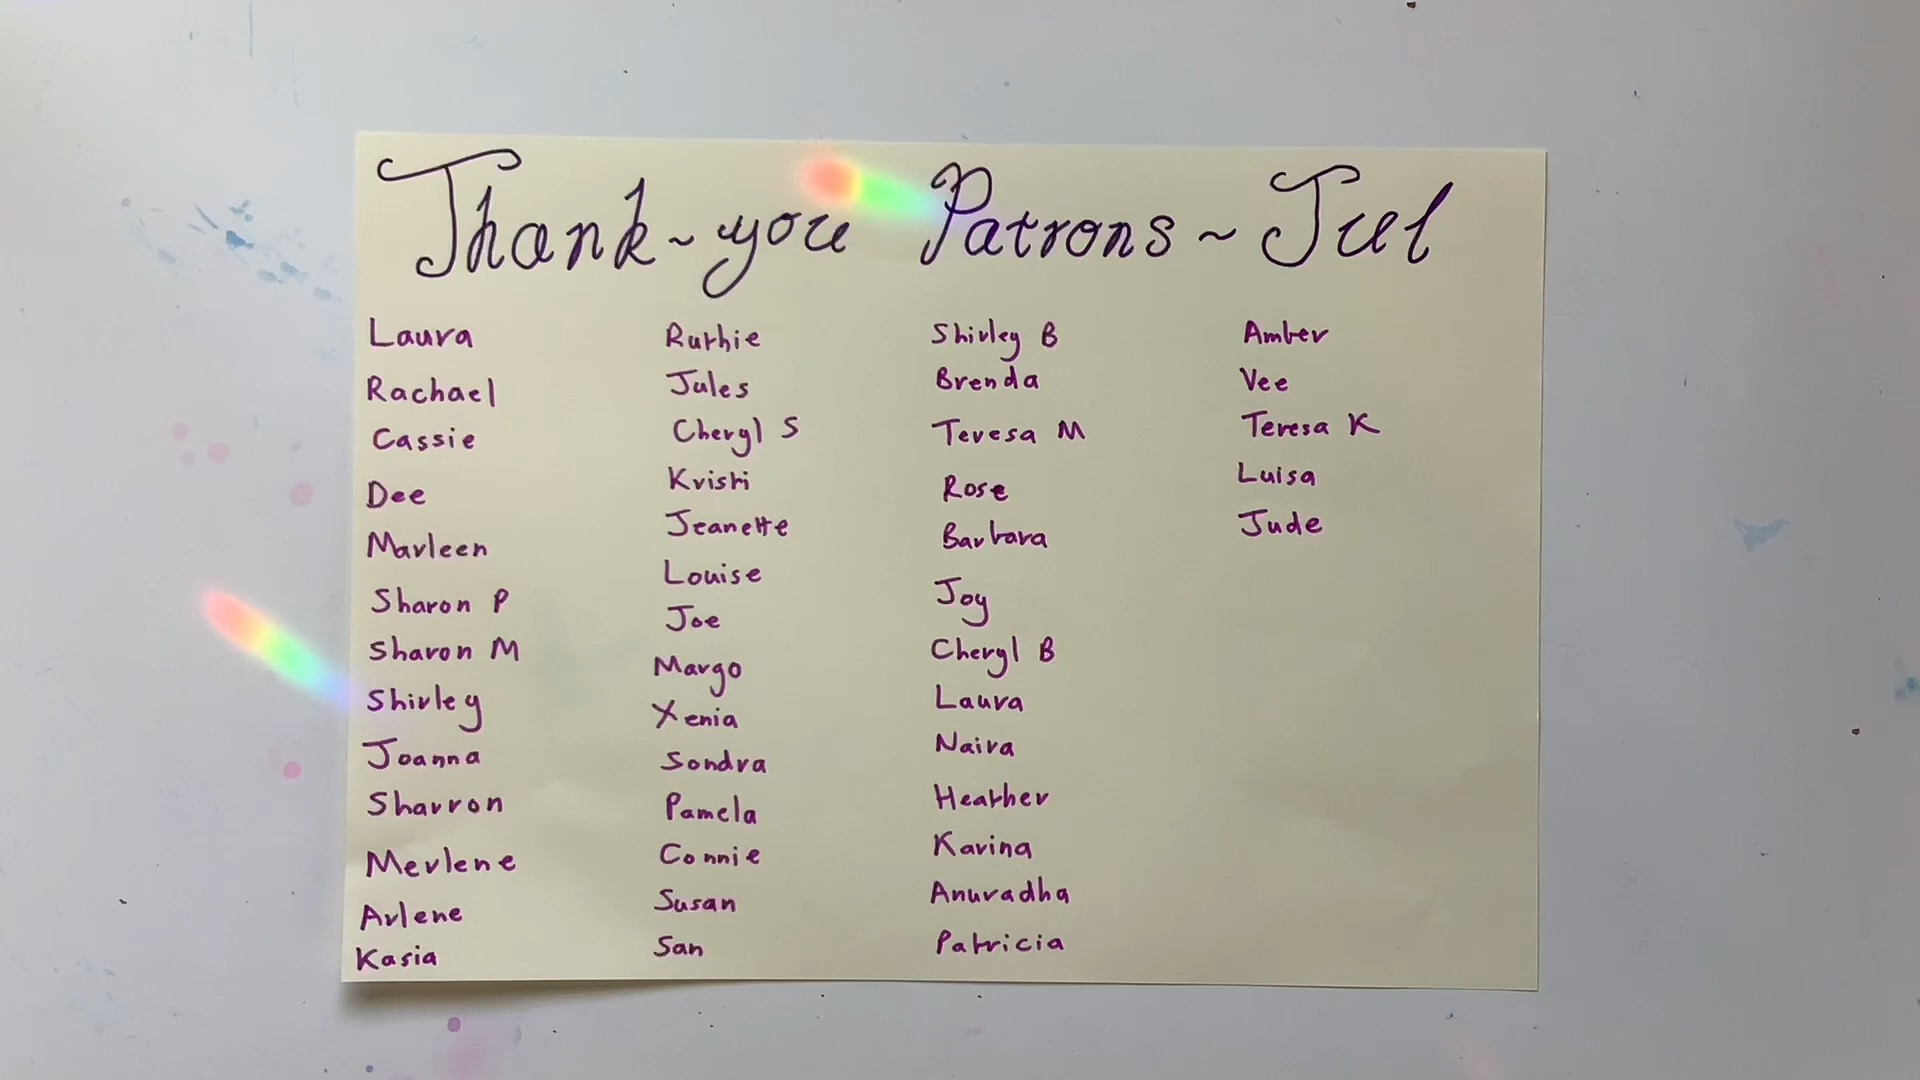 Thank~you Patrons~Jul
Laura
Rachael
Cassie
Dee
Marleen
Sharon P
Sharon M
Shirley
Joanna
Sharron
Merlene
Arlene
Kasia
Ruthie
Jules
Cheryl S
Kristi
Jeanette
Louise
Joe
Margo
Xenia
Sondra
Pamela
Connie
Susan
San
Shirley B
Brenda
Teresa M
Rose
Barbara
Joy
Cheryl B
Laura
Naira
Heather
Karina
Anuradha
Patricia
Amber
Vee
Teresa K
Luisa
Jude